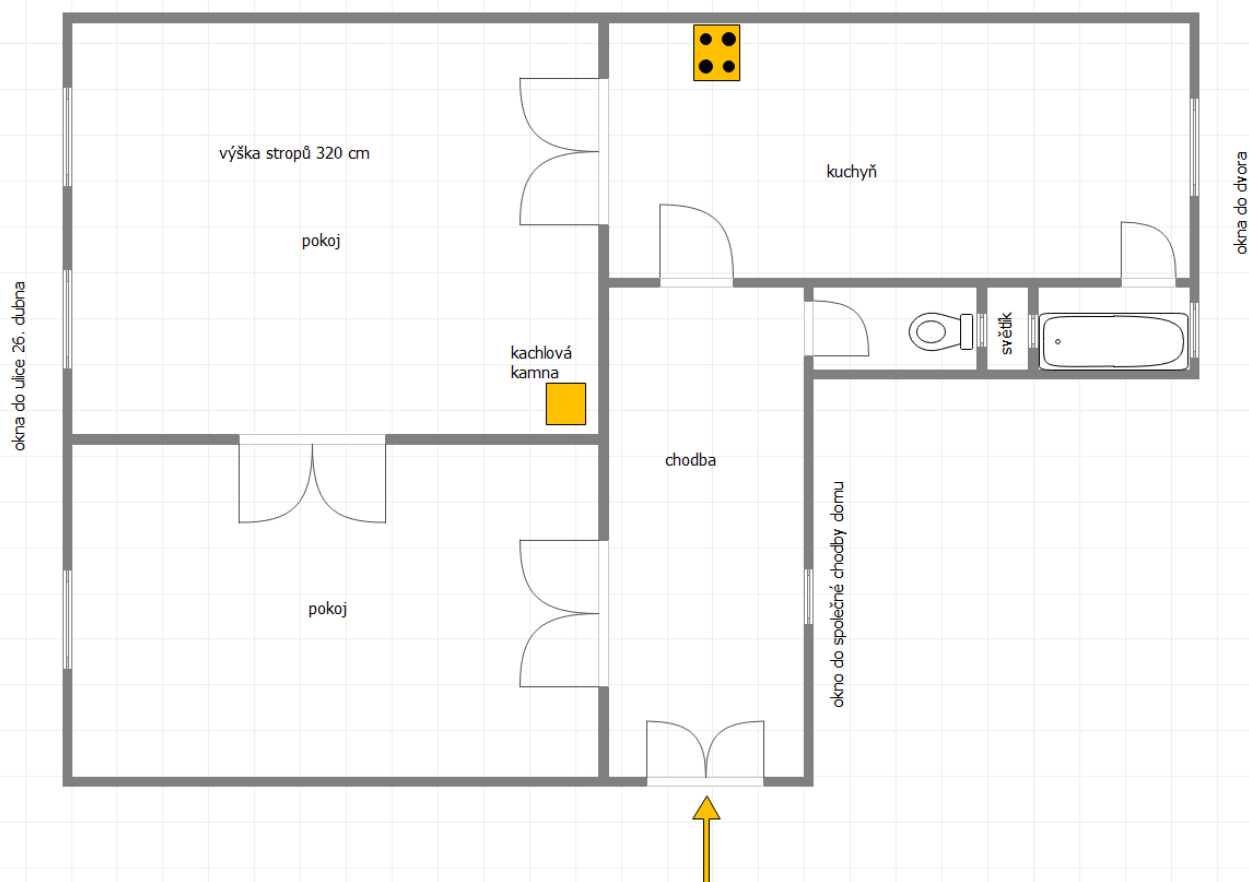 výška stropů 320 cm
kuchyň
okna do dvora
pokoj
okna do ulice 26. dubna
světlík
kachlová
kamna
chodba
okno do společné chodby domu
pokoj